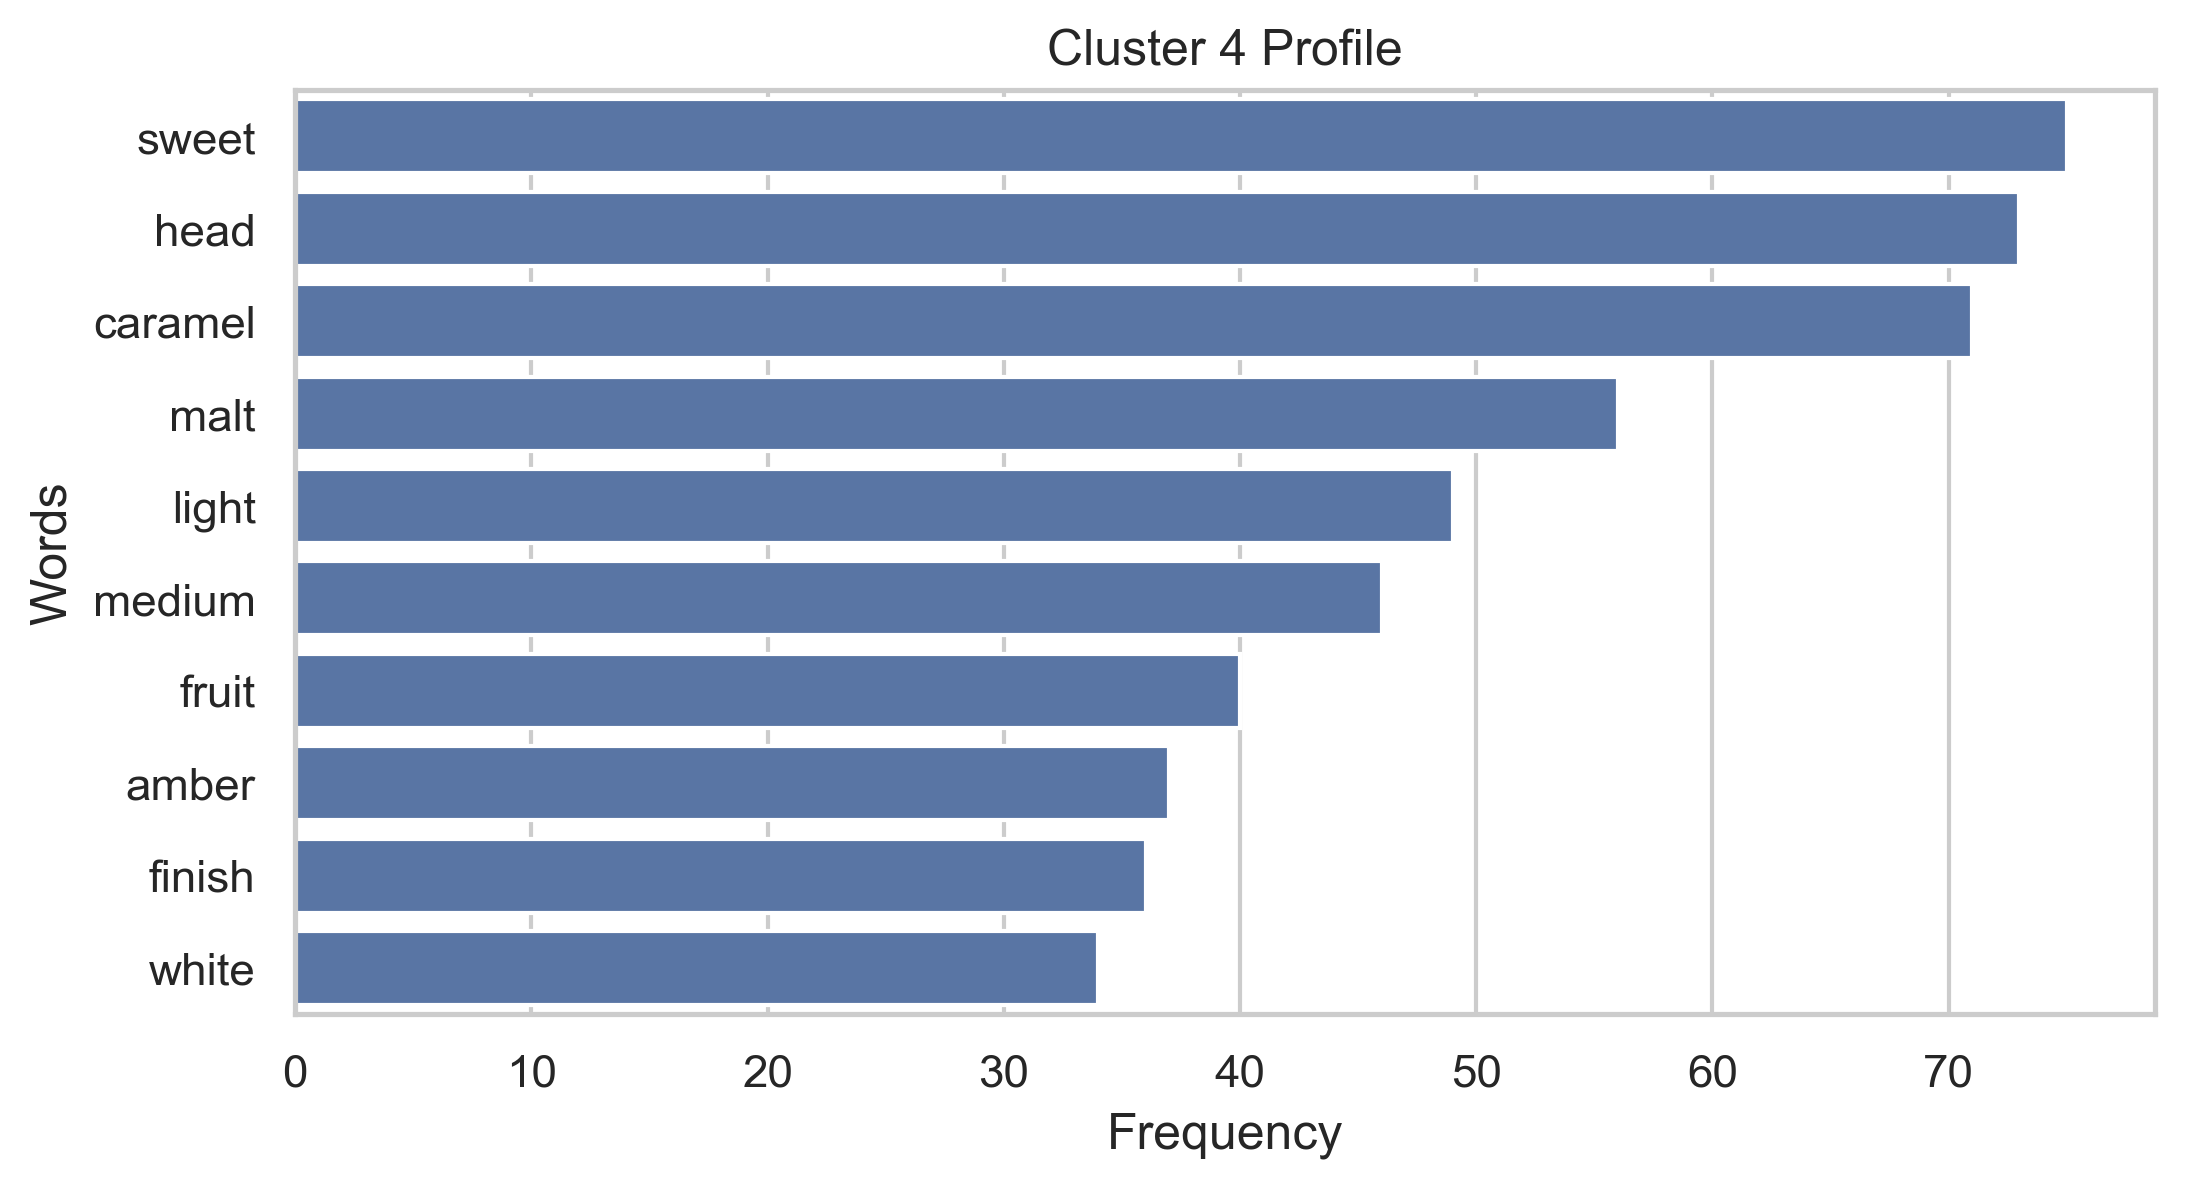 Cluster 4 Profile
sweet
head
caramel
malt
light
medium
fruit
amber
finish
white
Words
0 10 20 30 40 50 60 70
Frequency